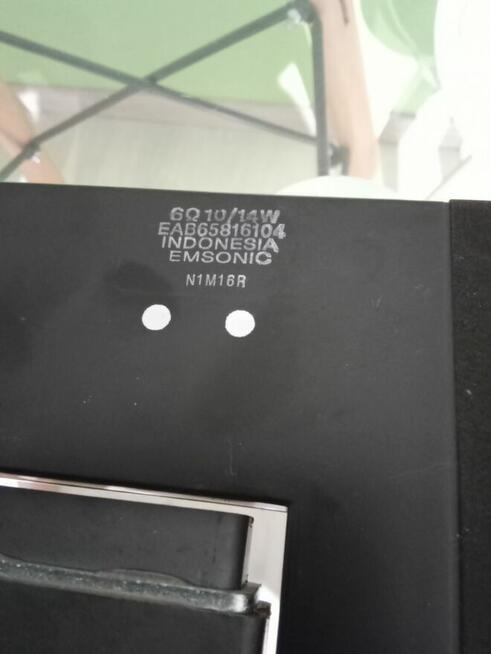 6Ω 10/14W
EAB65816104
INDONESIA
EMSONIC
N1M16R